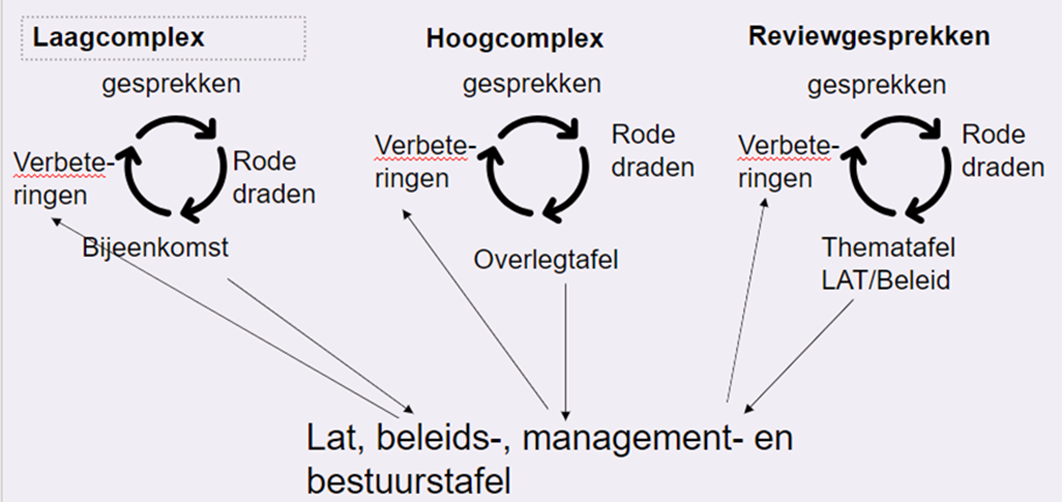 Laagcomplex
gesprekken
Verbete-
ringen
Rode
draden
Bijeenkomst
Hoogcomplex
gesprekken
Verbete-
ringen
Rode
draden
Overlegtafel
Reviewgesprekken
gesprekken
Verbete-
ringen
Rode
draden
Thematafel
LAT/Beleid
Lat, beleids-, management- en
bestuurstafel